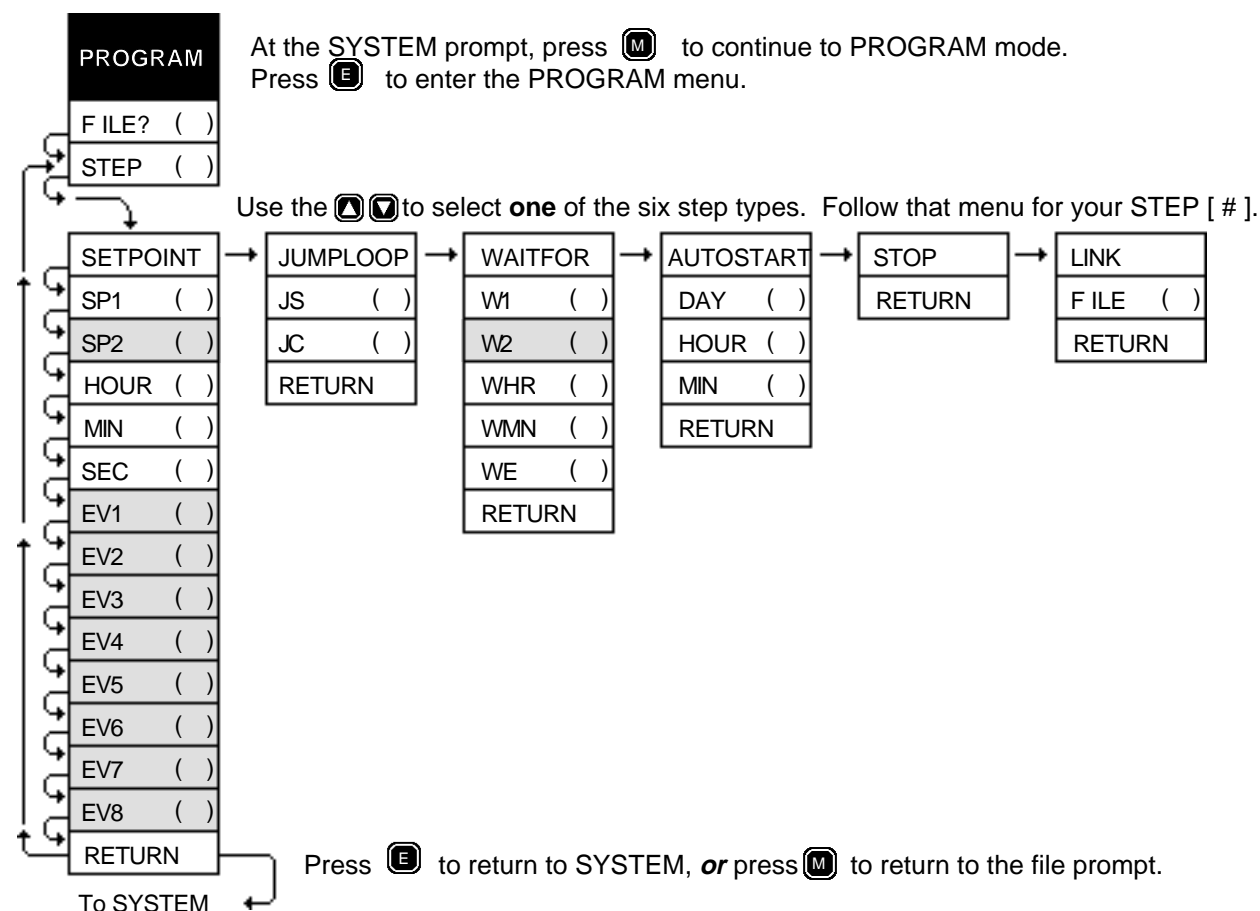 PROGRAM
At the SYSTEM prompt, press M to continue to PROGRAM mode.
Press E to enter the PROGRAM menu.
F ILE? ( )
STEP ( )
Use the to select one of the six step types. Follow that menu for your STEP [ # ].
SETPOINT
SP1 ( )
SP2 ( )
HOUR ( )
MIN ( )
SEC ( )
EV1 ( )
EV2 ( )
EV3 ( )
EV4 ( )
EV5 ( )
EV6 ( )
EV7 ( )
EV8 ( )
RETURN
To SYSTEM
JUMPLOOP
JS ( )
JC ( )
RETURN
WAITFOR
W1 ( )
W2 ( )
WHR ( )
WMN ( )
WE ( )
RETURN
AUTOSTART
DAY ( )
HOUR ( )
MIN ( )
RETURN
STOP
RETURN
LINK
F ILE ( )
RETURN
Press E to return to SYSTEM, or press M to return to the file prompt.